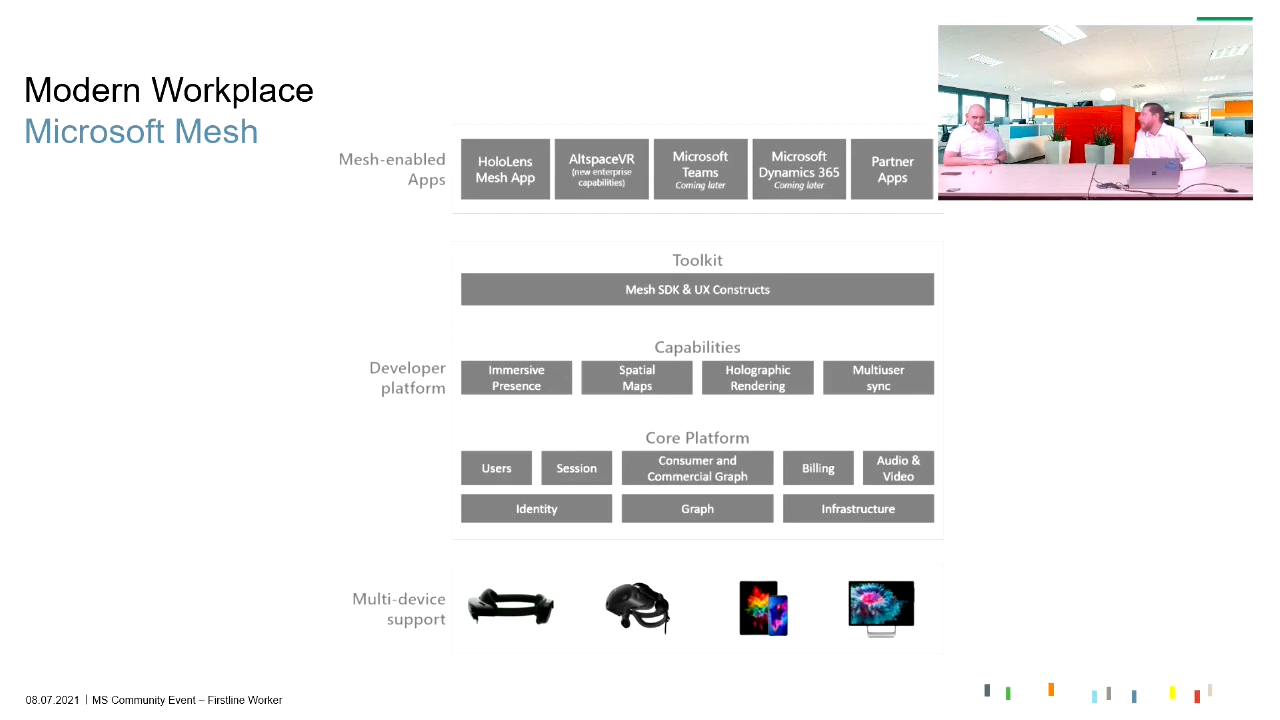 Modern Workplace
Microsoft Mesh
Mesh-enabled
Apps
HoloLens
Mesh App
AltspaceVR
(new enterprise
capabilities)
Microsoft
Teams
Coming later
Microsoft
Dynamics 365
Coming later
Partner
Apps
Toolkit
Mesh SDK & UX Constructs
Developer
platform
Capabilities
Immersive
Presence
Spatial
Maps
Holographic
Rendering
Multiuser
sync
Core Platform
Users
Session
Consumer and
Commercial Graph
Billing
Audio &
Video
Identity
Graph
Infrastructure
Multi-device
support
08.07.2021 | MS Community Event – Firstline Worker